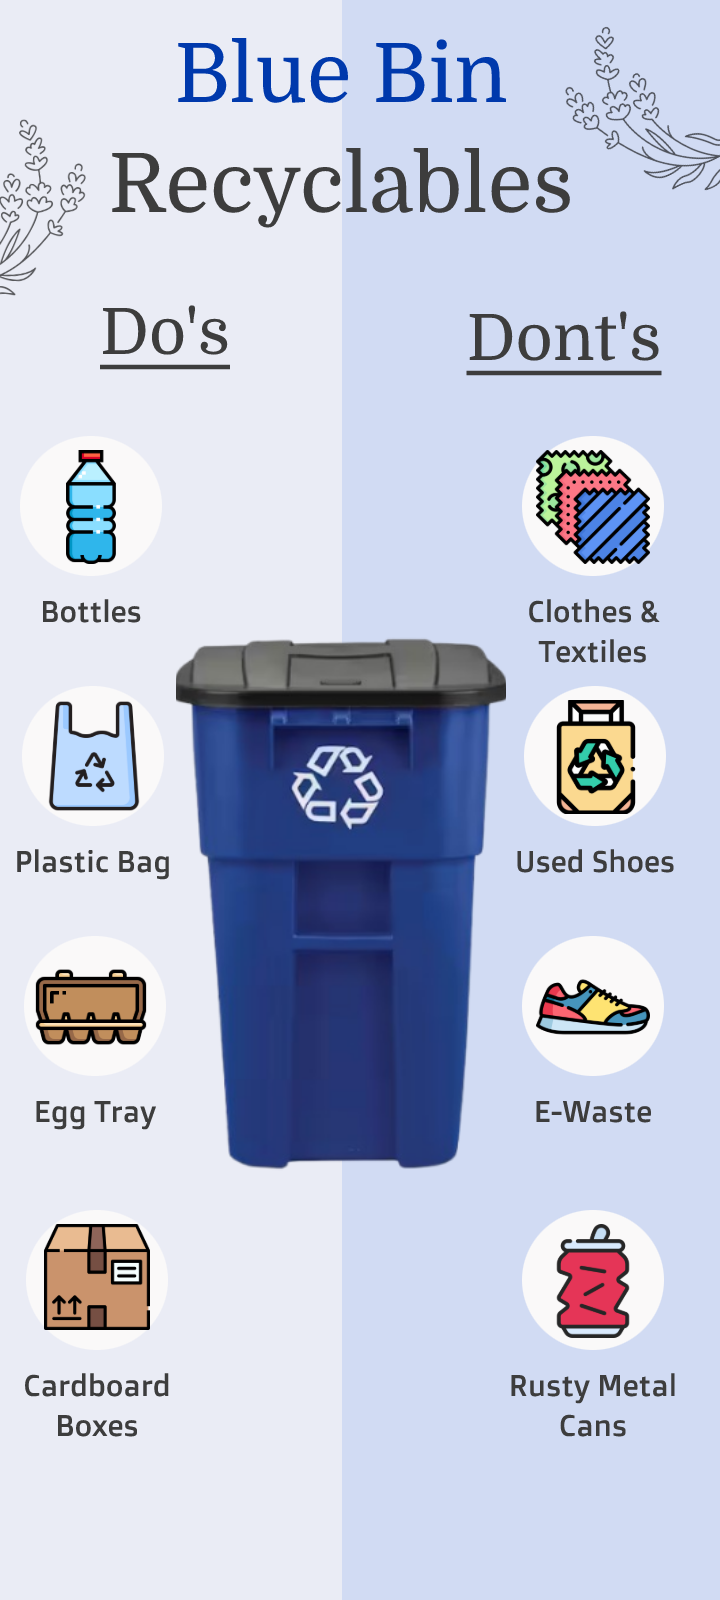 Blue Bin
Recyclables
Do's
Dont's
Bottles
Clothes &
Textiles
Plastic Bag
Used Shoes
Egg Tray
E-Waste
Cardboard
Boxes
Rusty Metal
Cans